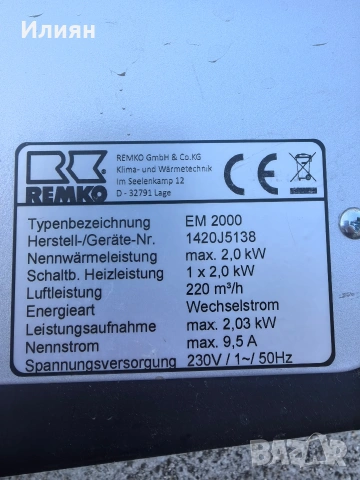 Илиян
REMKO
REMKO GmbH & Co.KG
Klima- und Wärmetechnik
Im Seelenkamp 12
D - 32791 Lage
CE
Typenbezeichnung EM 2000
Herstell-/Geräte-Nr. 1420J5138
Nennwärmeleistung max. 2,0 kW
Schaltb. Heizleistung 1 x 2,0 kW
Luftleistung 220 m³/h
Energieart Wechselstrom
Leistungsaufnahme max. 2,03 kW
Nennstrom max. 9,5 A
Spannungsversorgung 230V / 1~/ 50Hz
bazar